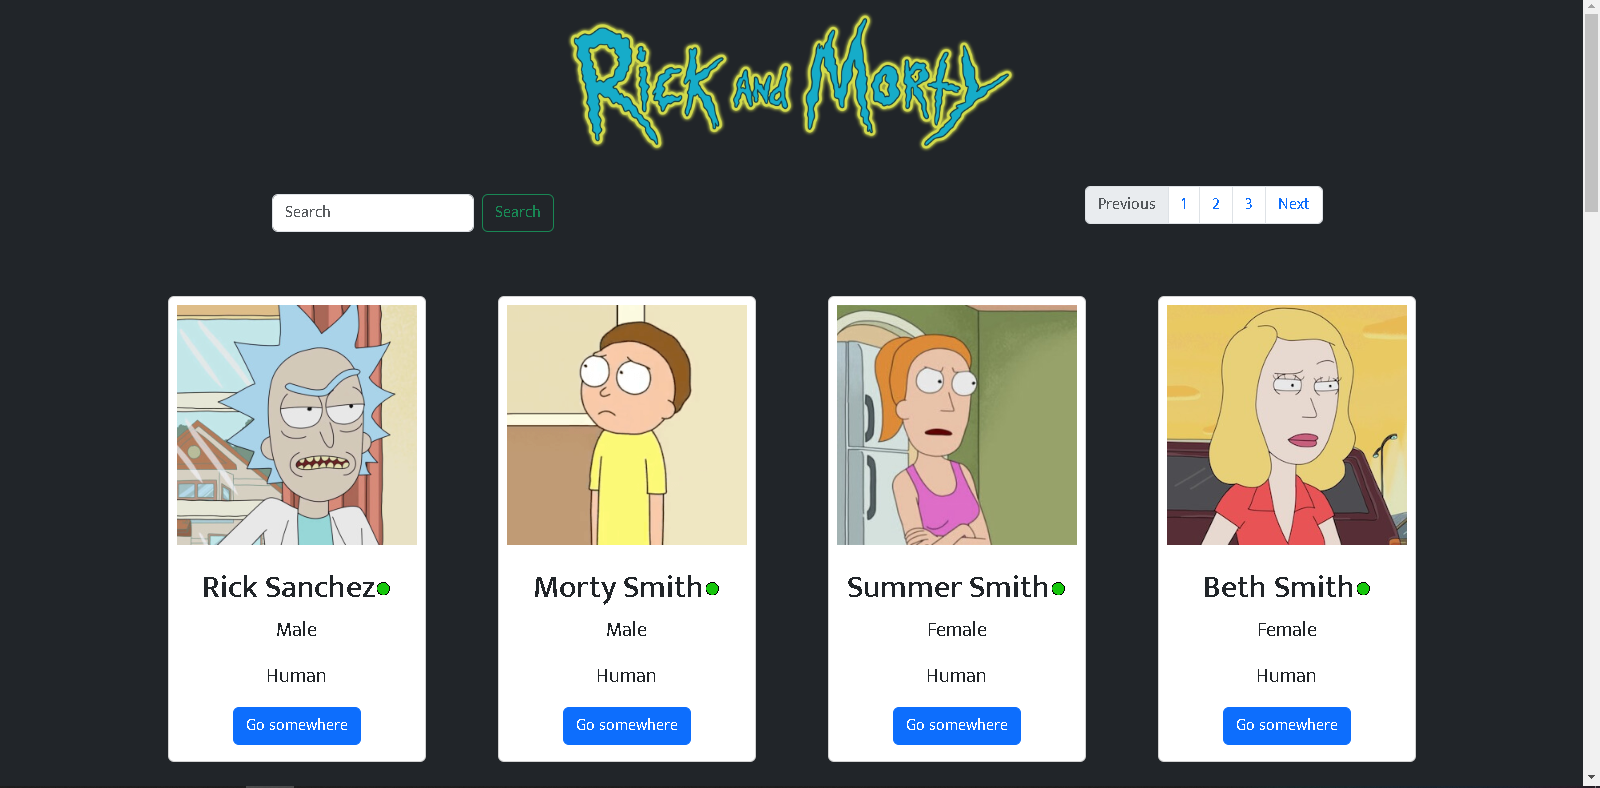 Rick and Morty
Search
Search
Previous 1 2 3 Next
Rick Sanchez
Male
Human
Go somewhere
Morty Smith
Male
Human
Go somewhere
Summer Smith
Female
Human
Go somewhere
Beth Smith
Female
Human
Go somewhere